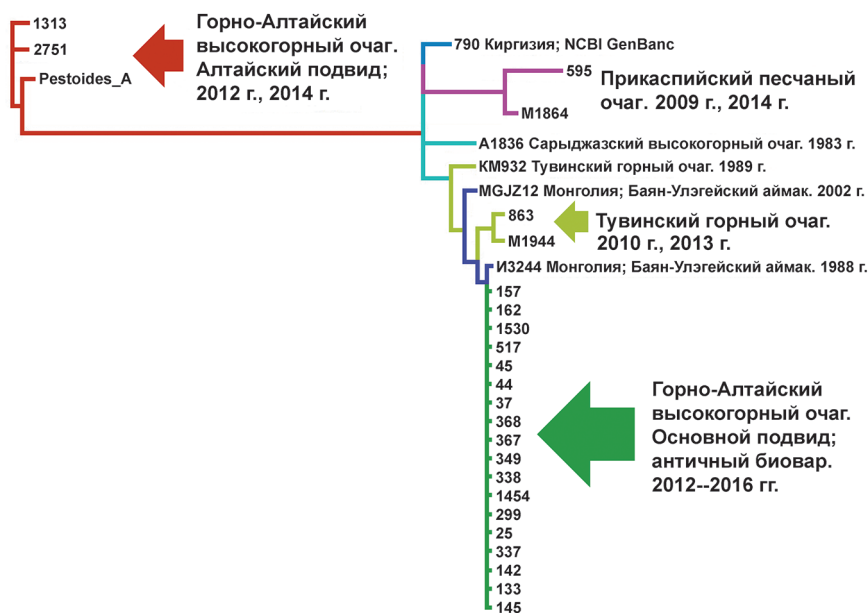 1313
2751
Pestoides_A
Горно-Алтайский
высокогорный очаг.
Алтайский подвид;
2012 г., 2014 г.
790 Киргизия; NCBI GenBanc
595
М1864
Прикаспийский песчаный
очаг. 2009 г., 2014 г.
А1836 Сарыджазский высокогорный очаг. 1983 г.
КМ932 Тувинский горный очаг. 1989 г.
MGJZ12 Монголия; Баян-Улэгейский аймак. 2002 г.
863
М1944
Тувинский горный очаг.
2010 г., 2013 г.
И3244 Монголия; Баян-Улэгейский аймак. 1988 г.
157
162
1530
517
45
44
37
368
367
349
338
1454
299
25
337
142
133
145
Горно-Алтайский
высокогорный очаг.
Основной подвид;
античный биовар.
2012--2016 гг.